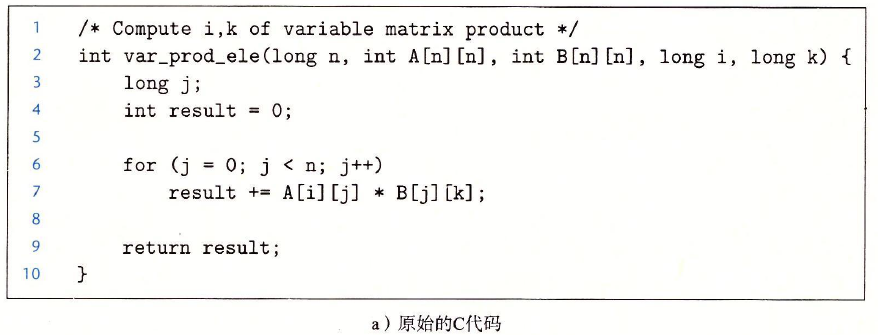 1 /* Compute i,k of variable matrix product */
2 int var_prod_ele(long n, int A[n][n], int B[n][n], long i, long k) {
3     long j;
4     int result = 0;
5
6     for (j = 0; j < n; j++)
7         result += A[i][j] * B[j][k];
8
9     return result;
10 }
a）原始的C代码